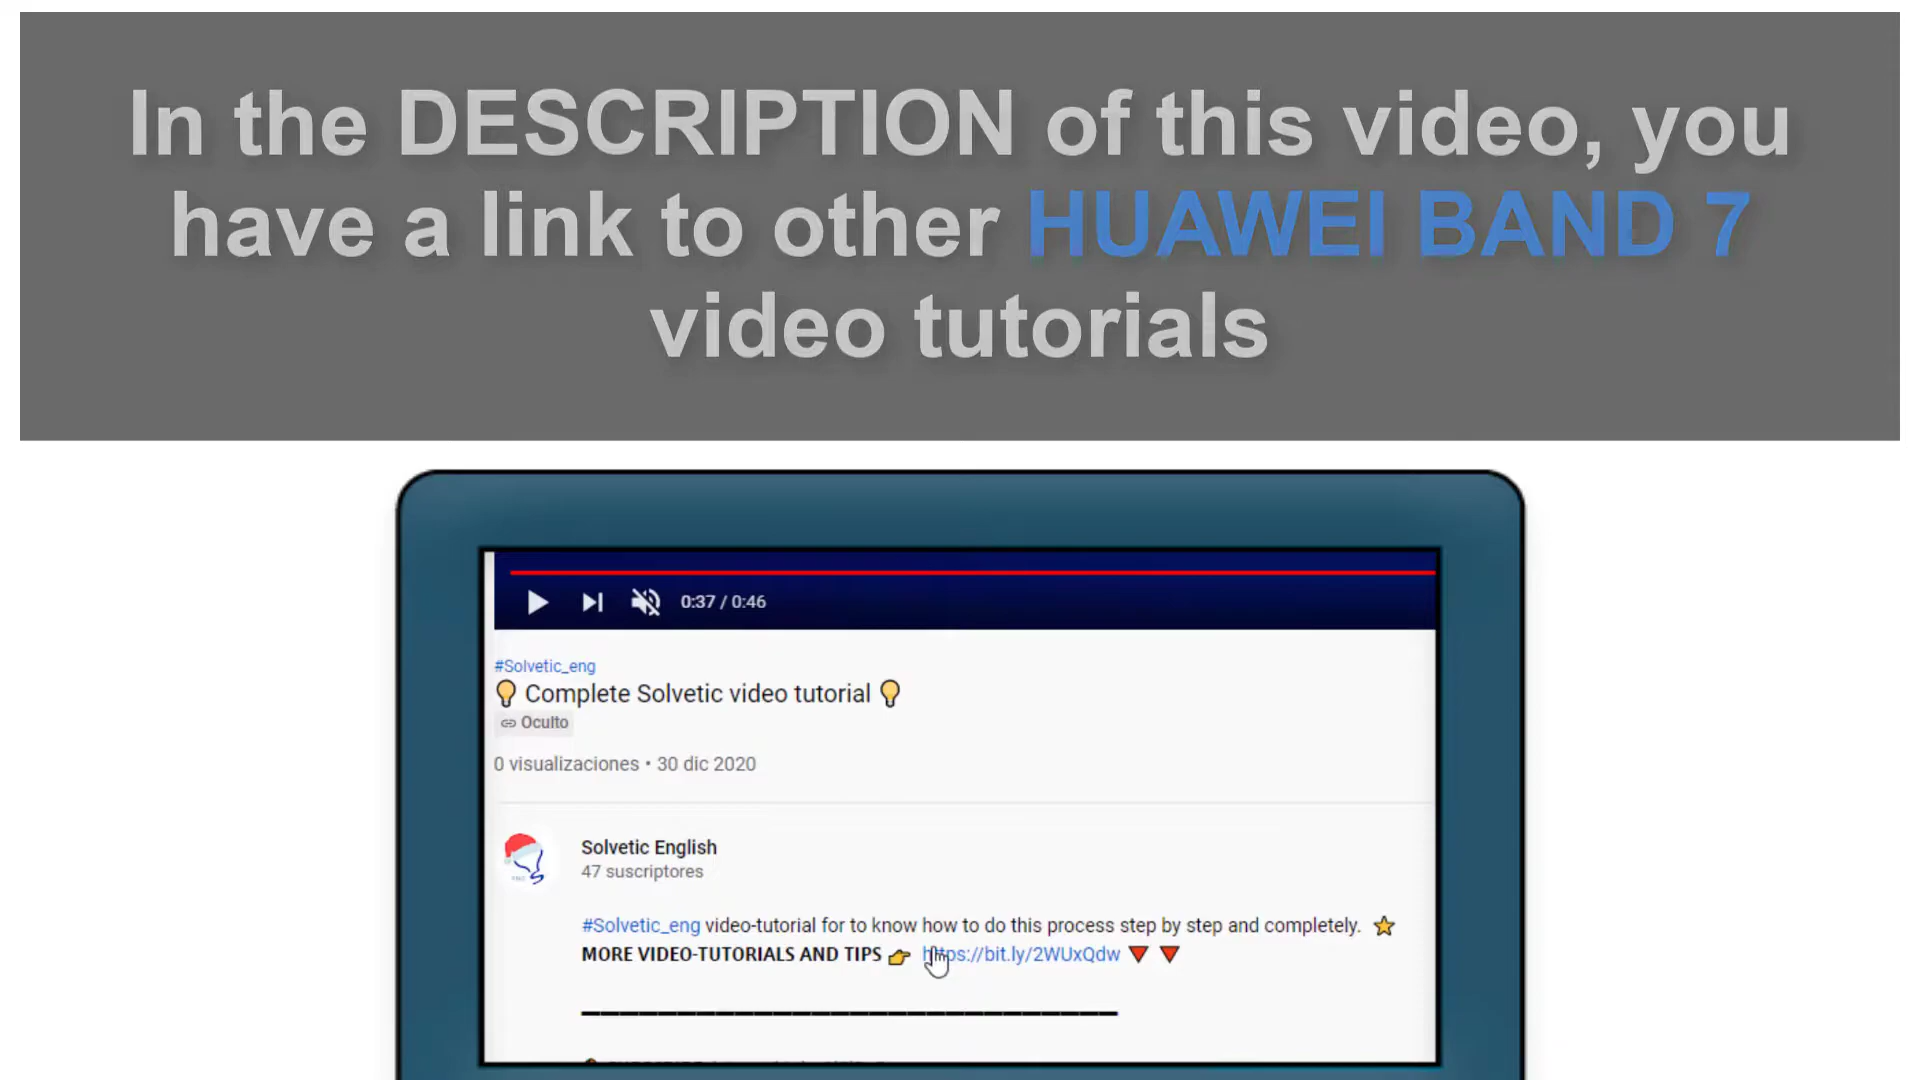 In the DESCRIPTION of this video, you
have a link to other HUAWEI BAND 7
video tutorials
0:37 / 0:46
#Solvetic_eng
Complete Solvetic video tutorial
Oculto
0 visualizaciones • 30 dic 2020
Solvetic English
47 suscriptores
#Solvetic_eng video-tutorial for to know how to do this process step by step and completely.
MORE VIDEO-TUTORIALS AND TIPS https://bit.ly/2WUxQdw